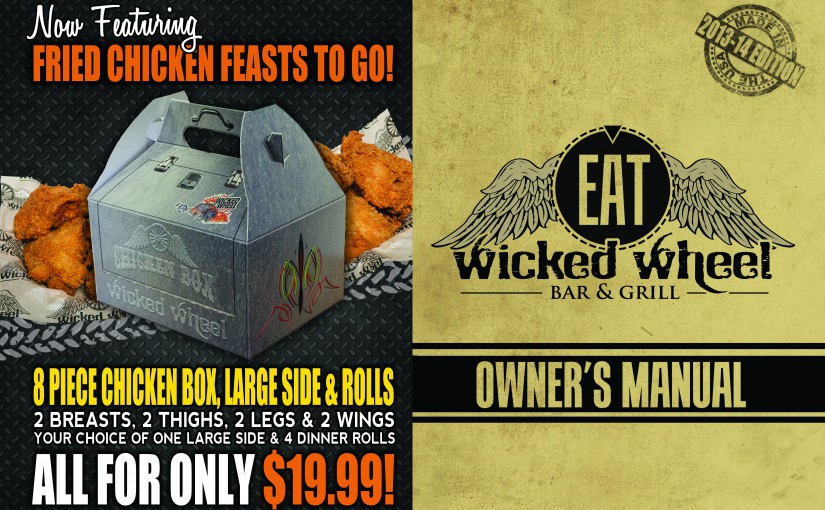 Now Featuring
FRIED CHICKEN FEASTS TO GO!
WICKED WHEEL
CHICKEN BOX
wicked wheel
8 PIECE CHICKEN BOX, LARGE SIDE & ROLLS
2 BREASTS, 2 THIGHS, 2 LEGS & 2 WINGS
YOUR CHOICE OF ONE LARGE SIDE & 4 DINNER ROLLS
ALL FOR ONLY $19.99!
MADE IN
2013-14 EDITION
THE USA
EAT
wicked wheel
BAR & GRILL
OWNER'S MANUAL